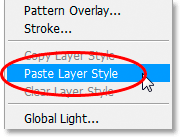 Pattern Overlay...
Stroke...
Copy Layer Style
Paste Layer Style
Clear Layer Style
Global Light...